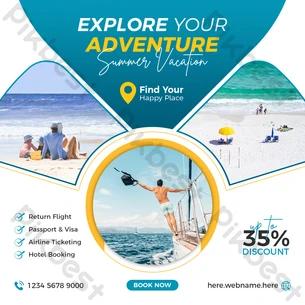 EXPLORE YOUR
ADVENTURE
Summer Vacation
Find Your
Happy Place
Return Flight
Passport & Visa
Airline Ticketing
Hotel Booking
up to
35%
DISCOUNT
1234 5678 9000
BOOK NOW
here.webname.here
pikbest